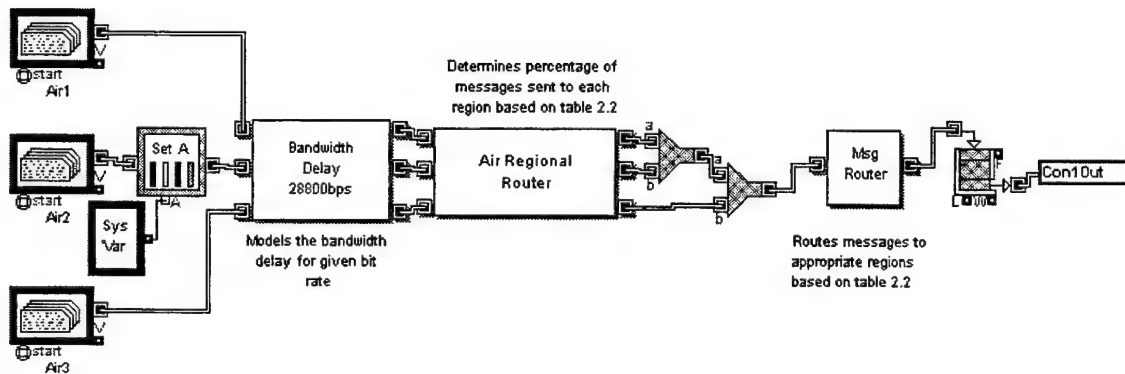 V
start
Air1
Determines percentage of
messages sent to each
region based on table 2.2
V
start
Air2
Set A
A
Sys
Var
Bandwidth
Delay
28800bps
Models the bandwidth
delay for given bit
rate
Air Regional
Router
a
b
a
b
Msg
Router
Routes messages to
appropriate regions
based on table 2.2
F
L
Con1Out
V
start
Air3